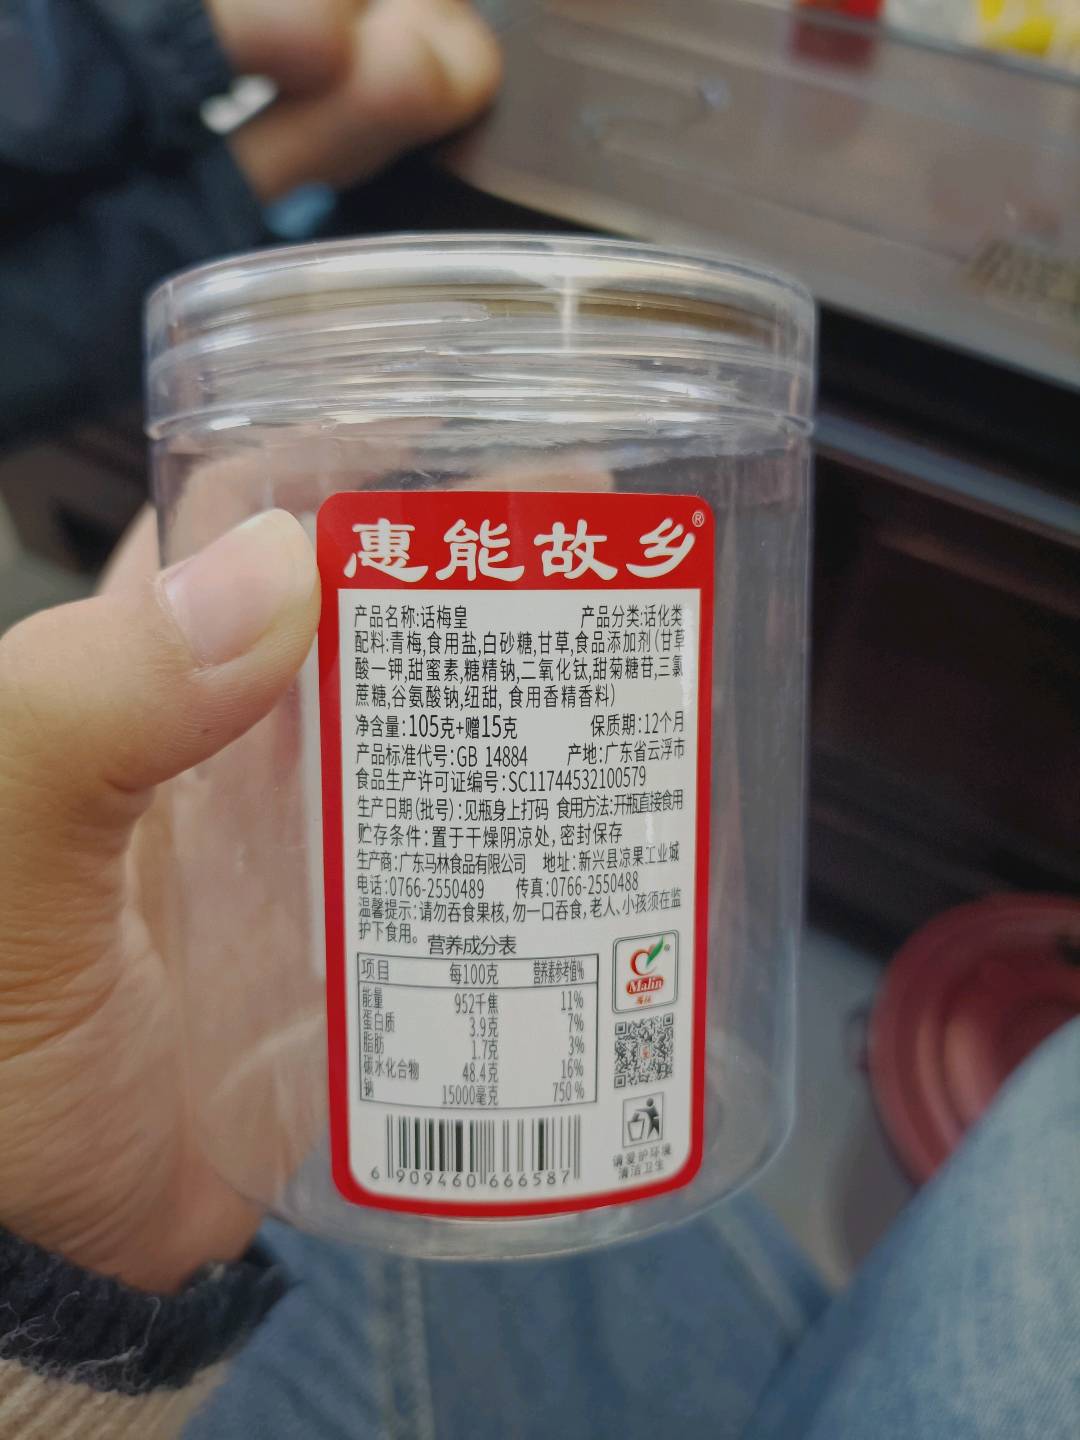 惠能故乡®
产品名称:话梅皇 产品分类:话化类
配料:青梅,食用盐,白砂糖,甘草,食品添加剂(甘草
酸一钾,甜蜜素,糖精钠,二氧化钛,甜菊糖苷,三氯
蔗糖,谷氨酸钠,纽甜, 食用香精香料)
净含量:105克+赠15克 保质期:12个月
产品标准代号:GB 14884 产地:广东省云浮市
食品生产许可证编号:SC11744532100579
生产日期(批号):见瓶身上打码 食用方法:开瓶直接食用
贮存条件:置于干燥阴凉处,密封保存
生产商:广东马林食品有限公司 地址:新兴县凉果工业城
电话:0766-2550489 传真:0766-2550488
温馨提示:请勿吞食果核,勿一口吞食,老人、小孩须在监
护下食用。
营养成分表
项目 每100克 营养素参考值%
能量 952千焦 11%
蛋白质 3.9克 7%
脂肪 1.7克 3%
碳水化合物 48.4克 16%
钠 15000毫克 750%
Malin
请爱护环境
清洁卫生
6 909460 666587